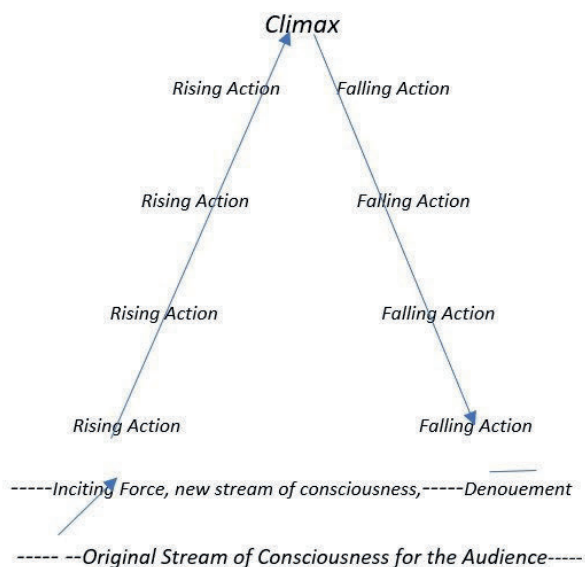 Climax
Rising Action Falling Action
Rising Action Falling Action
Rising Action Falling Action
Rising Action Falling Action
-----Inciting Force, new stream of consciousness,-----Denouement
----- --Original Stream of Consciousness for the Audience-----